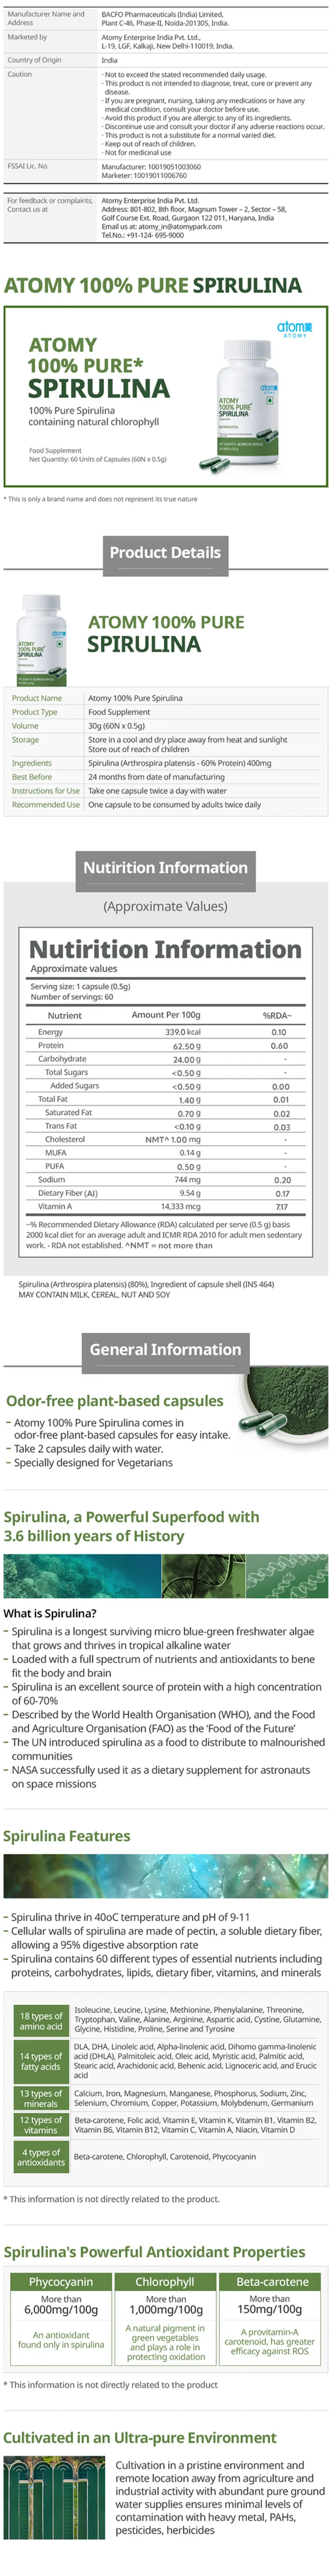 Manufacturer Name and Address
BACFO Pharmaceuticals (India) Limited,
Plant C-46, Phase-II, Noida-201305, India.
Marketed by
Atomy Enterprise India Pvt. Ltd.,
L-19, LGF, Kalkaji, New Delhi-110019, India.
Country of Origin
India
Caution
· Not to exceed the stated recommended daily usage.
· This product is not intended to diagnose, treat, cure or prevent any
disease.
· If you are pregnant, nursing, taking any medications or have any
medical condition, consult your doctor before use.
· Avoid this product if you are allergic to any of its ingredients.
· Discontinue use and consult your doctor if any adverse reactions occur.
· This product is not a substitute for a normal varied diet.
· Keep out of reach of children.
· Not for medicinal use
FSSAI Lic. No.
Manufacturer: 10019051003060
Marketer: 10019011006760
For feedback or complaints,
Contact us at
Atomy Enterprise India Pvt. Ltd.
Address: 801-802, 8th floor, Magnum Tower – 2, Sector – 58,
Golf Course Ext. Road, Gurgaon 122 011, Haryana, India
Email us at: atomy_in@atomypark.com
Tel.No.: +91-124- 695-9000
ATOMY 100% PURE SPIRULINA
atom美
ATOMY
ATOMY
100% PURE*
SPIRULINA
100% Pure Spirulina
containing natural chlorophyll
Food Supplement
Net Quantity: 60 Units of Capsules (60N x 0.5g)
atom美
ATOMY
100% PURE*
SPIRULINA
* This is only a brand name and does not represent its true nature
Product Details
atom美
ATOMY
100% PURE
SPIRULINA
ATOMY 100% PURE
SPIRULINA
Product Name
Atomy 100% Pure Spirulina
Product Type
Food Supplement
Volume
30g (60N x 0.5g)
Storage
Store in a cool and dry place away from heat and sunlight
Store out of reach of children
Ingredients
Spirulina (Arthrospira platensis - 60% Protein) 400mg
Best Before
24 months from date of manufacturing
Instructions for Use
Take one capsule twice a day with water
Recommended Use
One capsule to be consumed by adults twice daily
Nutirition Information
(Approximate Values)
Nutirition Information
Approximate values
Serving size: 1 capsule (0.5g)
Number of servings: 60
Nutrient Amount Per 100g %RDA~
Energy 339.0 kcal 0.10
Protein 62.50 g 0.60
Carbohydrate 24.00 g -
Total Sugars <0.50 g -
Added Sugars <0.50 g 0.00
Total Fat 1.40 g 0.01
Saturated Fat 0.70 g 0.02
Trans Fat <0.10 g 0.03
Cholesterol NMT^ 1.00 mg -
MUFA 0.14 g -
PUFA 0.50 g -
Sodium 744 mg 0.20
Dietary Fiber (AI) 9.54 g 0.17
Vitamin A 14,333 mcg 7.17
~% Recommended Dietary Allowance (RDA) calculated per serve (0.5 g) basis
2000 kcal diet for an average adult and ICMR RDA 2010 for adult men sedentary
work. - RDA not established. ^NMT = not more than
Spirulina (Arthrospira platensis) (80%), Ingredient of capsule shell (INS 464)
MAY CONTAIN MILK, CEREAL, NUT AND SOY
General Information
Odor-free plant-based capsules
– Atomy 100% Pure Spirulina comes in
odor-free plant-based capsules for easy intake.
– Take 2 capsules daily with water.
– Specially designed for Vegetarians
Spirulina, a Powerful Superfood with
3.6 billion years of History
What is Spirulina?
– Spirulina is a longest surviving micro blue-green freshwater algae
that grows and thrives in tropical alkaline water
– Loaded with a full spectrum of nutrients and antioxidants to bene
fit the body and brain
– Spirulina is an excellent source of protein with a high concentration
of 60-70%
– Described by the World Health Organisation (WHO), and the Food
and Agriculture Organisation (FAO) as the ‘Food of the Future’
– The UN introduced spirulina as a food to distribute to malnourished
communities
– NASA successfully used it as a dietary supplement for astronauts
on space missions
Spirulina Features
– Spirulina thrive in 40oC temperature and pH of 9-11
– Cellular walls of spirulina are made of pectin, a soluble dietary fiber,
allowing a 95% digestive absorption rate
– Spirulina contains 60 different types of essential nutrients including
proteins, carbohydrates, lipids, dietary fiber, vitamins, and minerals
18 types of
amino acid
Isoleucine, Leucine, Lysine, Methionine, Phenylalanine, Threonine,
Tryptophan, Valine, Alanine, Arginine, Aspartic acid, Cystine, Glutamine,
Glycine, Histidine, Proline, Serine and Tyrosine
14 types of
fatty acids
DLA, DHA, Linoleic acid, Alpha-linolenic acid, Dihomo gamma-linolenic
acid (DHLA), Palmitoleic acid, Oleic acid, Myristic acid, Palmitic acid,
Stearic acid, Arachidonic acid, Behenic acid, Lignoceric acid, and Erucic
acid
13 types of
minerals
Calcium, Iron, Magnesium, Manganese, Phosphorus, Sodium, Zinc,
Selenium, Chromium, Copper, Potassium, Molybdenum, Germanium
12 types of
vitamins
Beta-carotene, Folic acid, Vitamin E, Vitamin K, Vitamin B1, Vitamin B2,
Vitamin B6, Vitamin B12, Vitamin C, Vitamin A, Niacin, Vitamin D
4 types of
antioxidants
Beta-carotene, Chlorophyll, Carotenoid, Phycocyanin
* This information is not directly related to the product.
Spirulina's Powerful Antioxidant Properties
Phycocyanin
More than
6,000mg/100g
An antioxidant
found only in spirulina
Chlorophyll
More than
1,000mg/100g
A natural pigment in
green vegetables
and plays a role in
protecting oxidation
Beta-carotene
More than
150mg/100g
A provitamin-A
carotenoid, has greater
efficacy against ROS
* This information is not directly related to the product
Cultivated in an Ultra-pure Environment
Cultivation in a pristine environment and
remote location away from agriculture and
industrial activity with abundant pure ground
water supplies ensures minimal levels of
contamination with heavy metal, PAHs,
pesticides, herbicides